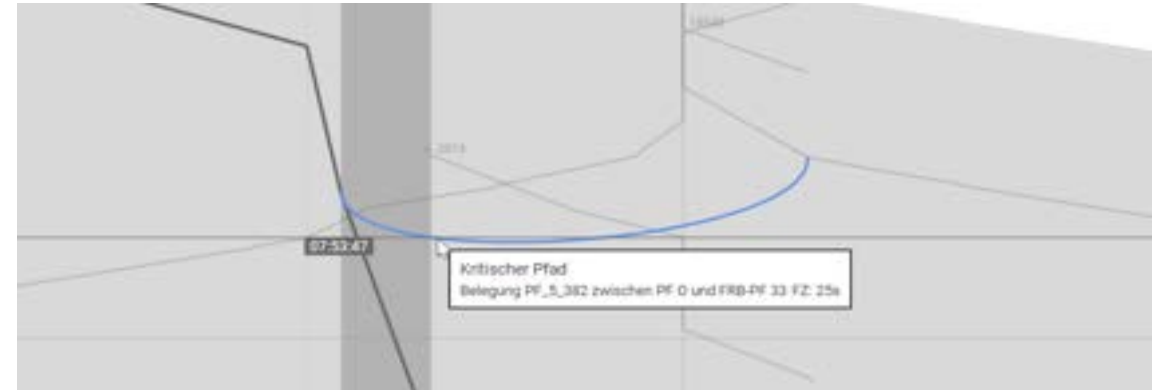 07:53:47
Kritischer Pfad
Belegung PF_5_382 zwischen PF 0 und FRB-PF 33 FZ: 25s